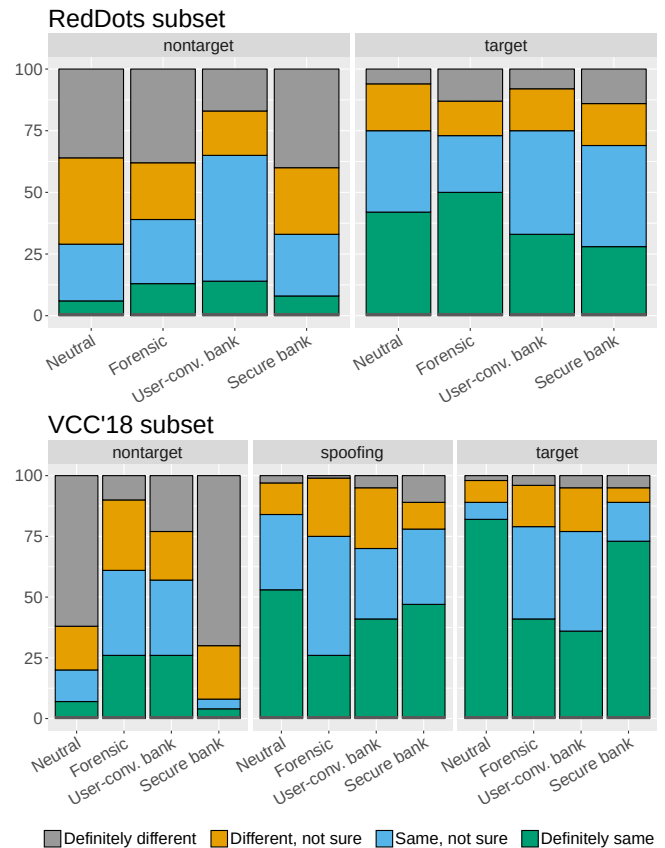 RedDots subset
nontarget target
100
75
50
25
0
Neutral Forensic User-conv. bank Secure bank Neutral Forensic User-conv. bank Secure bank
VCC'18 subset
nontarget spoofing target
100
75
50
25
0
Neutral Forensic User-conv. bank Secure bank Neutral Forensic User-conv. bank Secure bank Neutral Forensic User-conv. bank Secure bank
Definitely different Different, not sure Same, not sure Definitely same